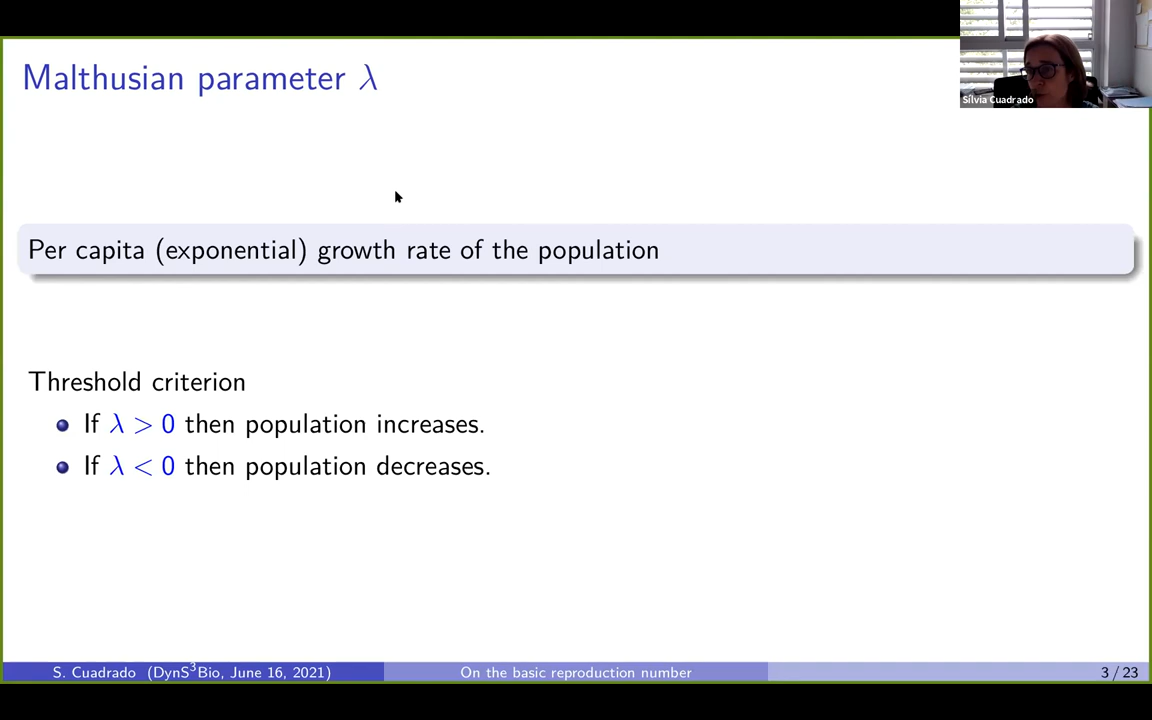 Malthusian parameter λ
Sílvia Cuadrado
Per capita (exponential) growth rate of the population
Threshold criterion
If λ > 0 then population increases.
If λ < 0 then population decreases.
S. Cuadrado (DynS³Bio, June 16, 2021) On the basic reproduction number 3 / 23